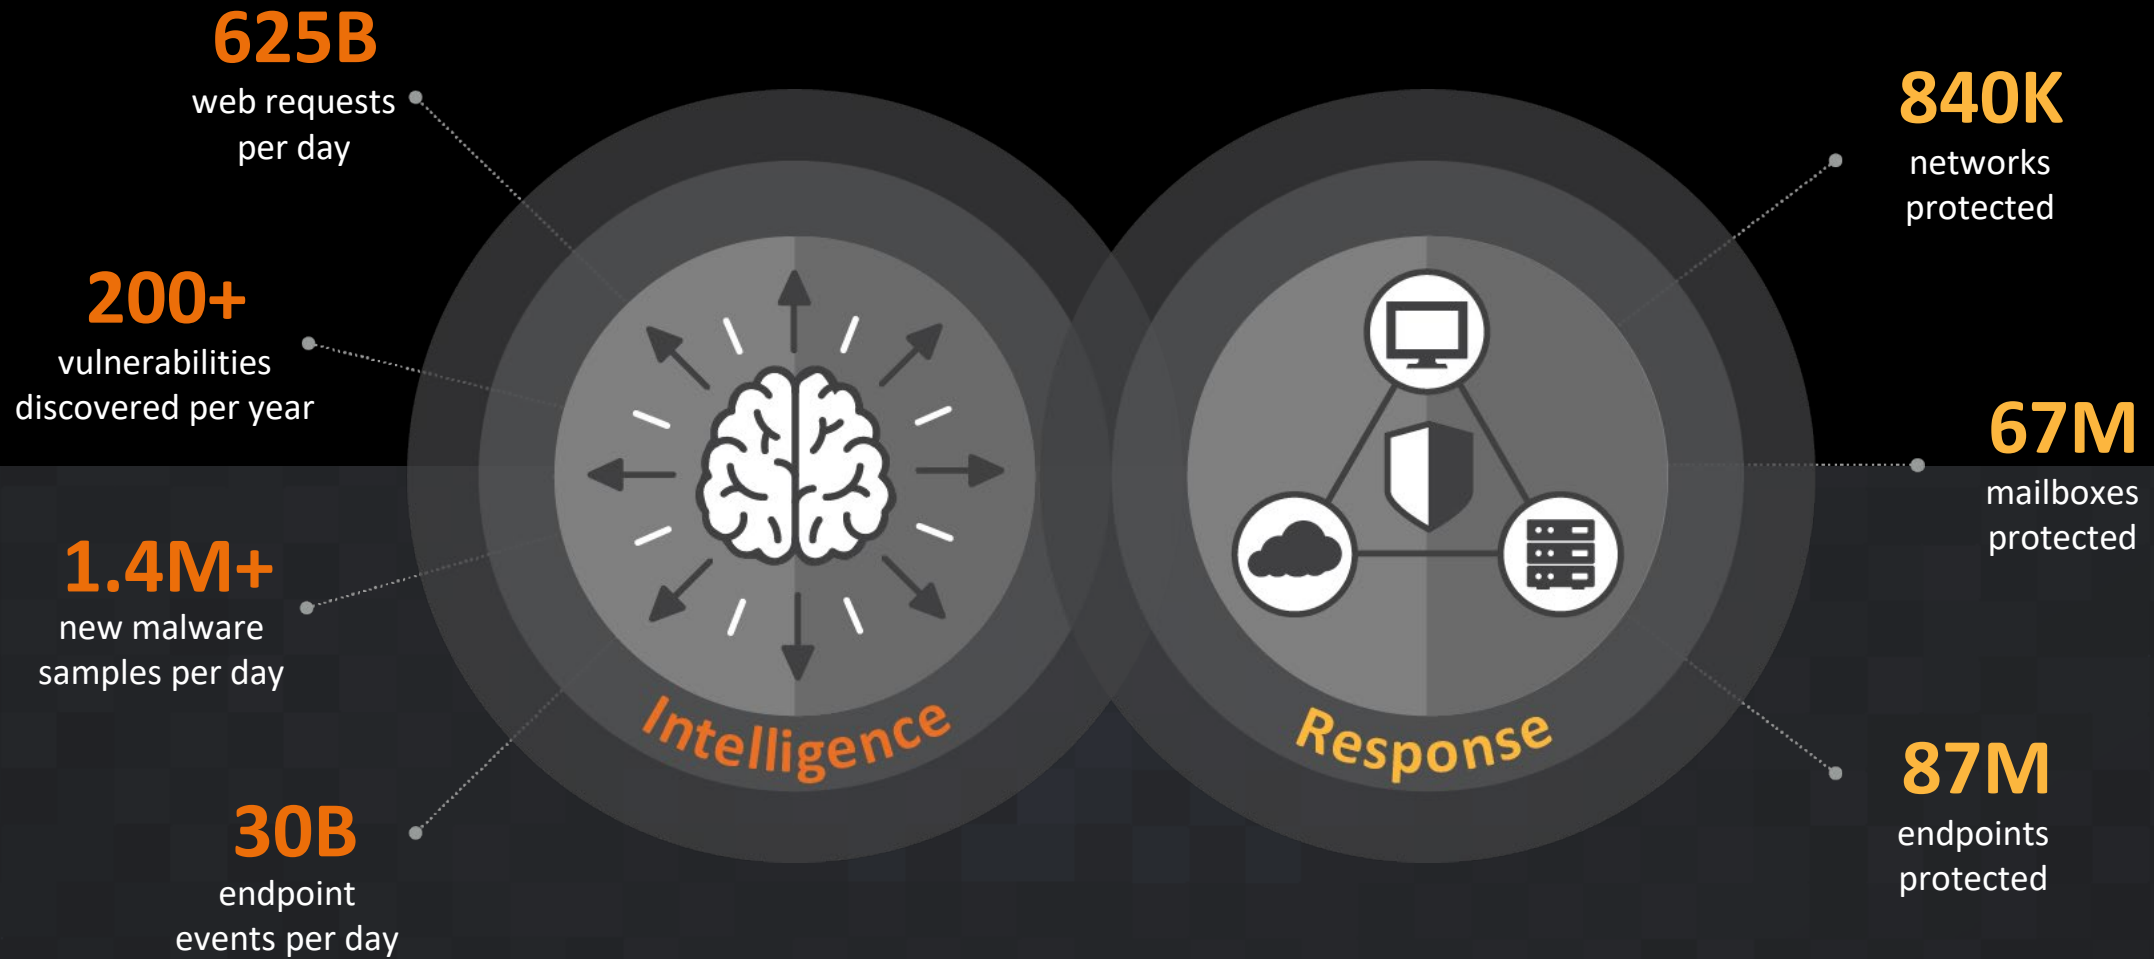 625B
web requests
per day
200+
vulnerabilities
discovered per year
1.4M+
new malware
samples per day
30B
endpoint
events per day
Intelligence
Response
840K
networks
protected
67M
mailboxes
protected
87M
endpoints
protected